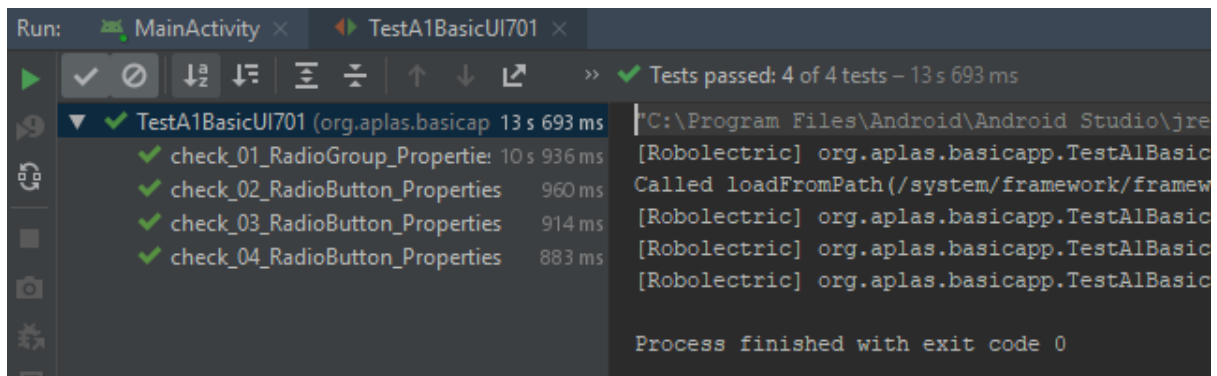 Run: MainActivity × TestA1BasicUI701 ×
» Tests passed: 4 of 4 tests – 13 s 693 ms
TestA1BasicUI701 (org.aplas.basicap 13 s 693 ms
check_01_RadioGroup_Propertie: 10 s 936 ms
check_02_RadioButton_Properties 960 ms
check_03_RadioButton_Properties 914 ms
check_04_RadioButton_Properties 883 ms
"C:\Program Files\Android\Android Studio\jre
[Robolectric] org.aplas.basicapp.TestA1Basic
Called loadFromPath(/system/framework/framew
[Robolectric] org.aplas.basicapp.TestA1Basic
[Robolectric] org.aplas.basicapp.TestA1Basic
[Robolectric] org.aplas.basicapp.TestA1Basic
Process finished with exit code 0